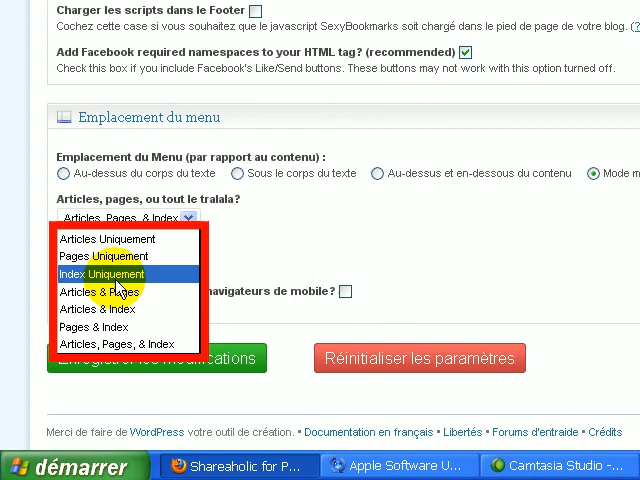 Charger les scripts dans le Footer
Cochez cette case si vous souhaitez que le javascript SexyBookmarks soit chargé dans le pied de page de votre blog. (?
Add Facebook required namespaces to your HTML tag? (recommended)
Check this box if you include Facebook's Like/Send buttons. These buttons may not work with this option turned off.
Emplacement du menu
Emplacement du Menu (par rapport au contenu) :
Au-dessus du corps du texte Sous le corps du texte Au-dessus et en-dessous du contenu Mode m
Articles, pages, ou tout le tralala?
Articles, Pages, & Index
Articles Uniquement
Pages Uniquement
Index Uniquement
Articles & Pages
navigateurs de mobile?
Articles & Index
Pages & Index
Articles, Pages, & Index
Enregistrer les modifications Réinitialiser les paramètres
Merci de faire de WordPress votre outil de création. • Documentation en français • Libertés • Forums d'entraide • Crédits
démarrer Shareaholic for P... Apple Software U... Camtasia Studio -...